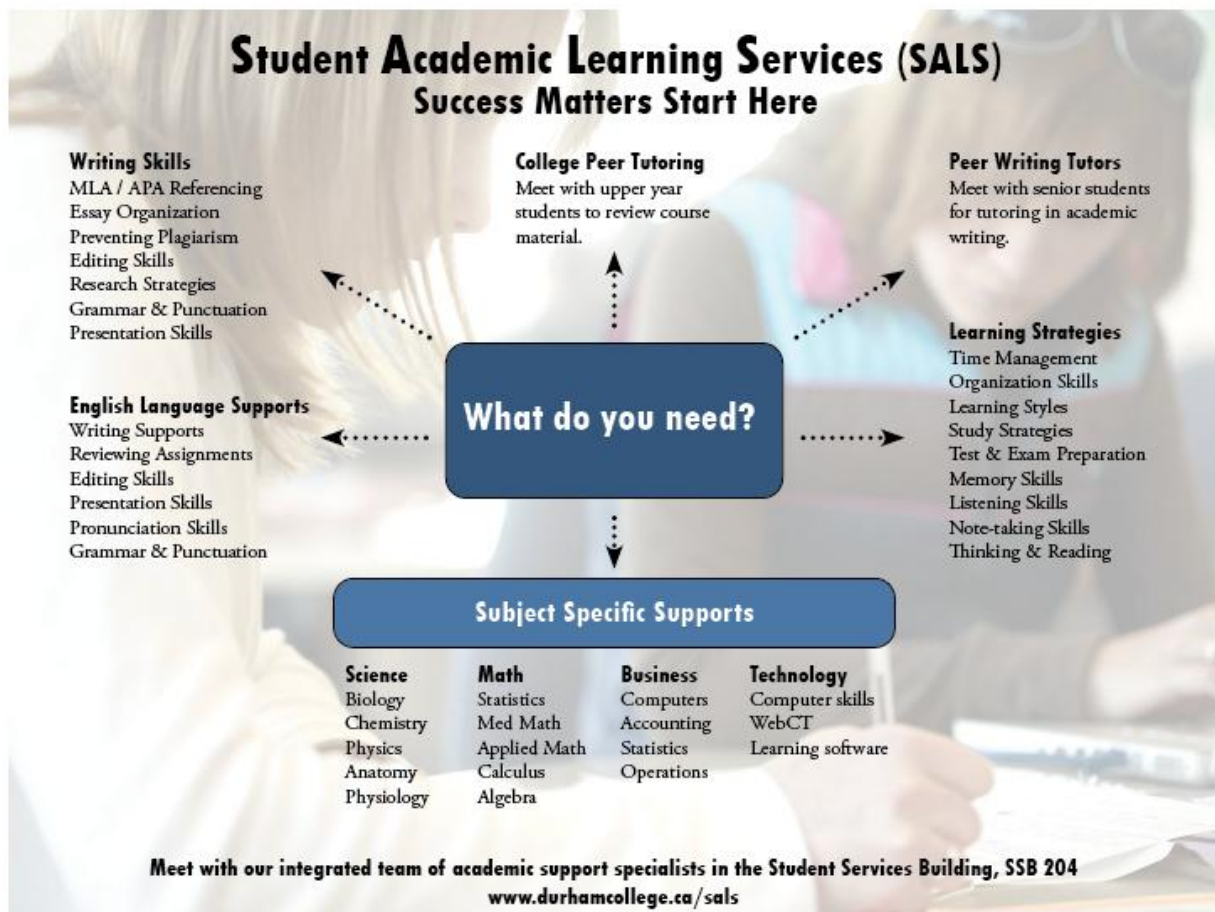 Student Academic Learning Services (SALS)
Success Matters Start Here
Writing Skills
MLA / APA Referencing
Essay Organization
Preventing Plagiarism
Editing Skills
Research Strategies
Grammar & Punctuation
Presentation Skills
College Peer Tutoring
Meet with upper year
students to review course
material.
Peer Writing Tutors
Meet with senior students
for tutoring in academic
writing.
English Language Supports
Writing Supports
Reviewing Assignments
Editing Skills
Presentation Skills
Pronunciation Skills
Grammar & Punctuation
What do you need?
Learning Strategies
Time Management
Organization Skills
Learning Styles
Study Strategies
Test & Exam Preparation
Memory Skills
Listening Skills
Note-taking Skills
Thinking & Reading
Subject Specific Supports
Science
Biology
Chemistry
Physics
Anatomy
Physiology
Math
Statistics
Med Math
Applied Math
Calculus
Algebra
Business
Computers
Accounting
Statistics
Operations
Technology
Computer skills
WebCT
Learning software
Meet with our integrated team of academic support specialists in the Student Services Building, SSB 204
www.durhamcollege.ca/sals